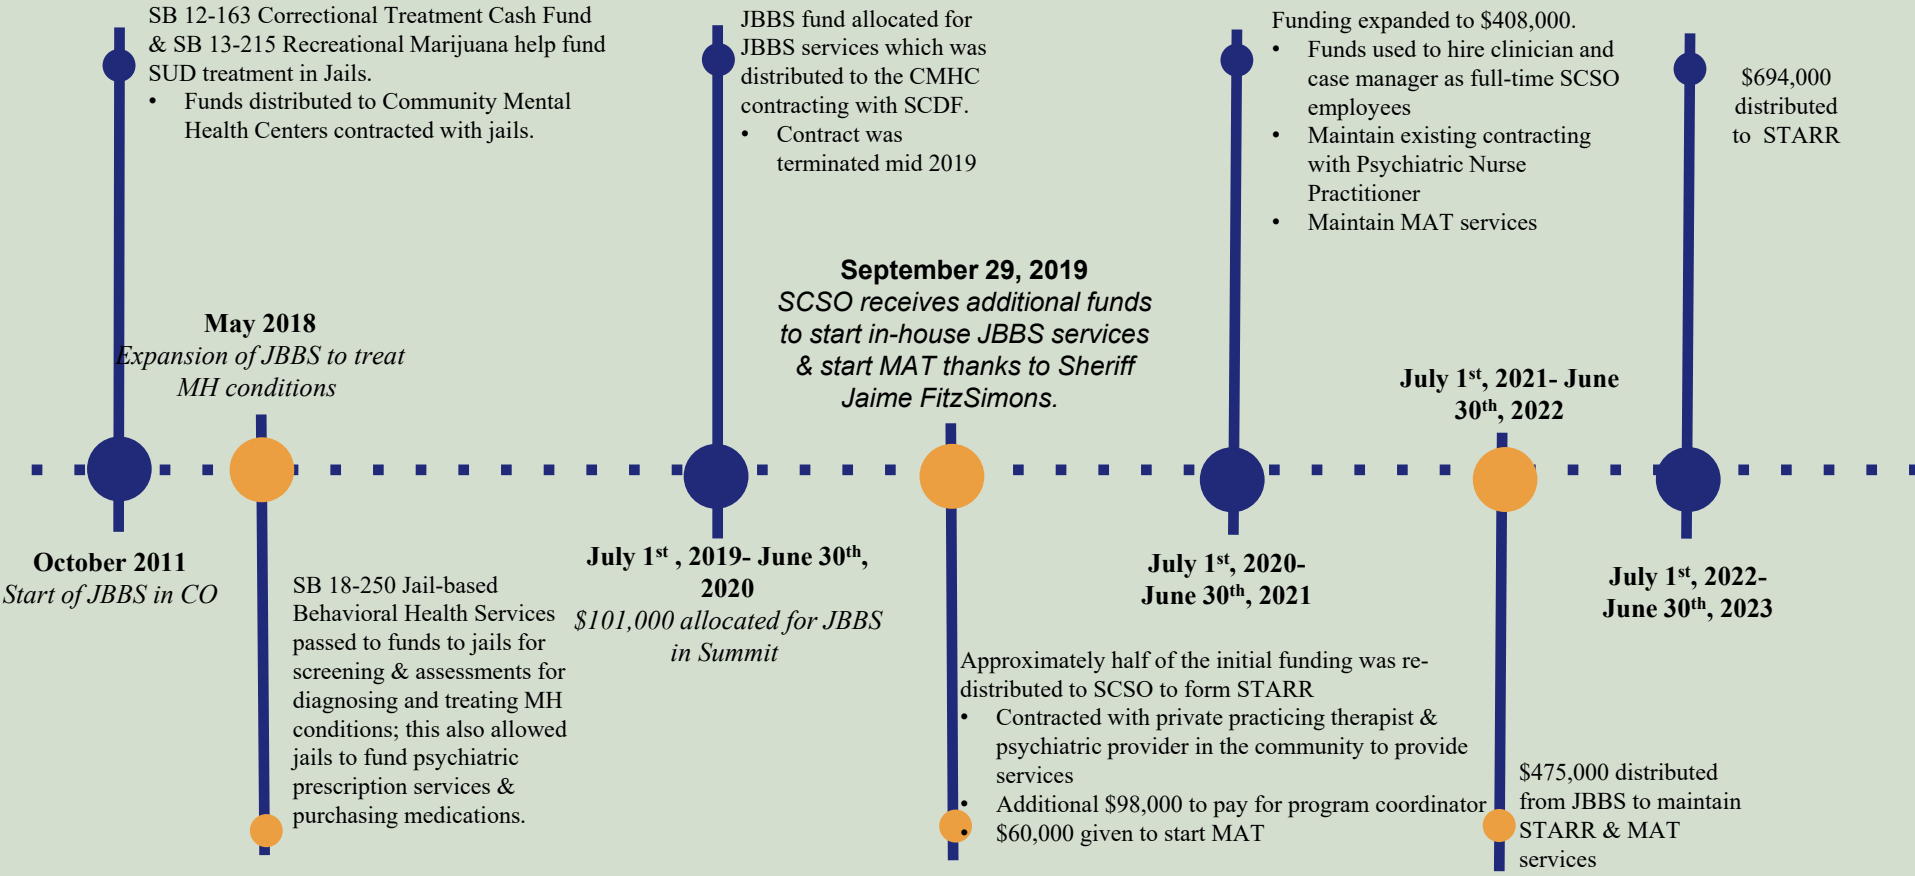 SB 12-163 Correctional Treatment Cash Fund
& SB 13-215 Recreational Marijuana help fund
SUD treatment in Jails.
• Funds distributed to Community Mental
Health Centers contracted with jails.
October 2011
Start of JBBS in CO
May 2018
Expansion of JBBS to treat
MH conditions
SB 18-250 Jail-based
Behavioral Health Services
passed to funds to jails for
screening & assessments for
diagnosing and treating MH
conditions; this also allowed
jails to fund psychiatric
prescription services &
purchasing medications.
JBBS fund allocated for
JBBS services which was
distributed to the CMHC
contracting with SCDF.
• Contract was
terminated mid 2019
July 1st , 2019- June 30th,
2020
$101,000 allocated for JBBS
in Summit
September 29, 2019
SCSO receives additional funds
to start in-house JBBS services
& start MAT thanks to Sheriff
Jaime FitzSimons.
Approximately half of the initial funding was re-
distributed to SCSO to form STARR
• Contracted with private practicing therapist &
psychiatric provider in the community to provide
services
• Additional $98,000 to pay for program coordinator
• $60,000 given to start MAT
Funding expanded to $408,000.
• Funds used to hire clinician and
case manager as full-time SCSO
employees
• Maintain existing contracting
with Psychiatric Nurse
Practitioner
• Maintain MAT services
July 1st, 2020-
June 30th, 2021
July 1st, 2021- June
30th, 2022
$475,000 distributed
from JBBS to maintain
STARR & MAT
services
$694,000
distributed
to STARR
July 1st, 2022-
June 30th, 2023